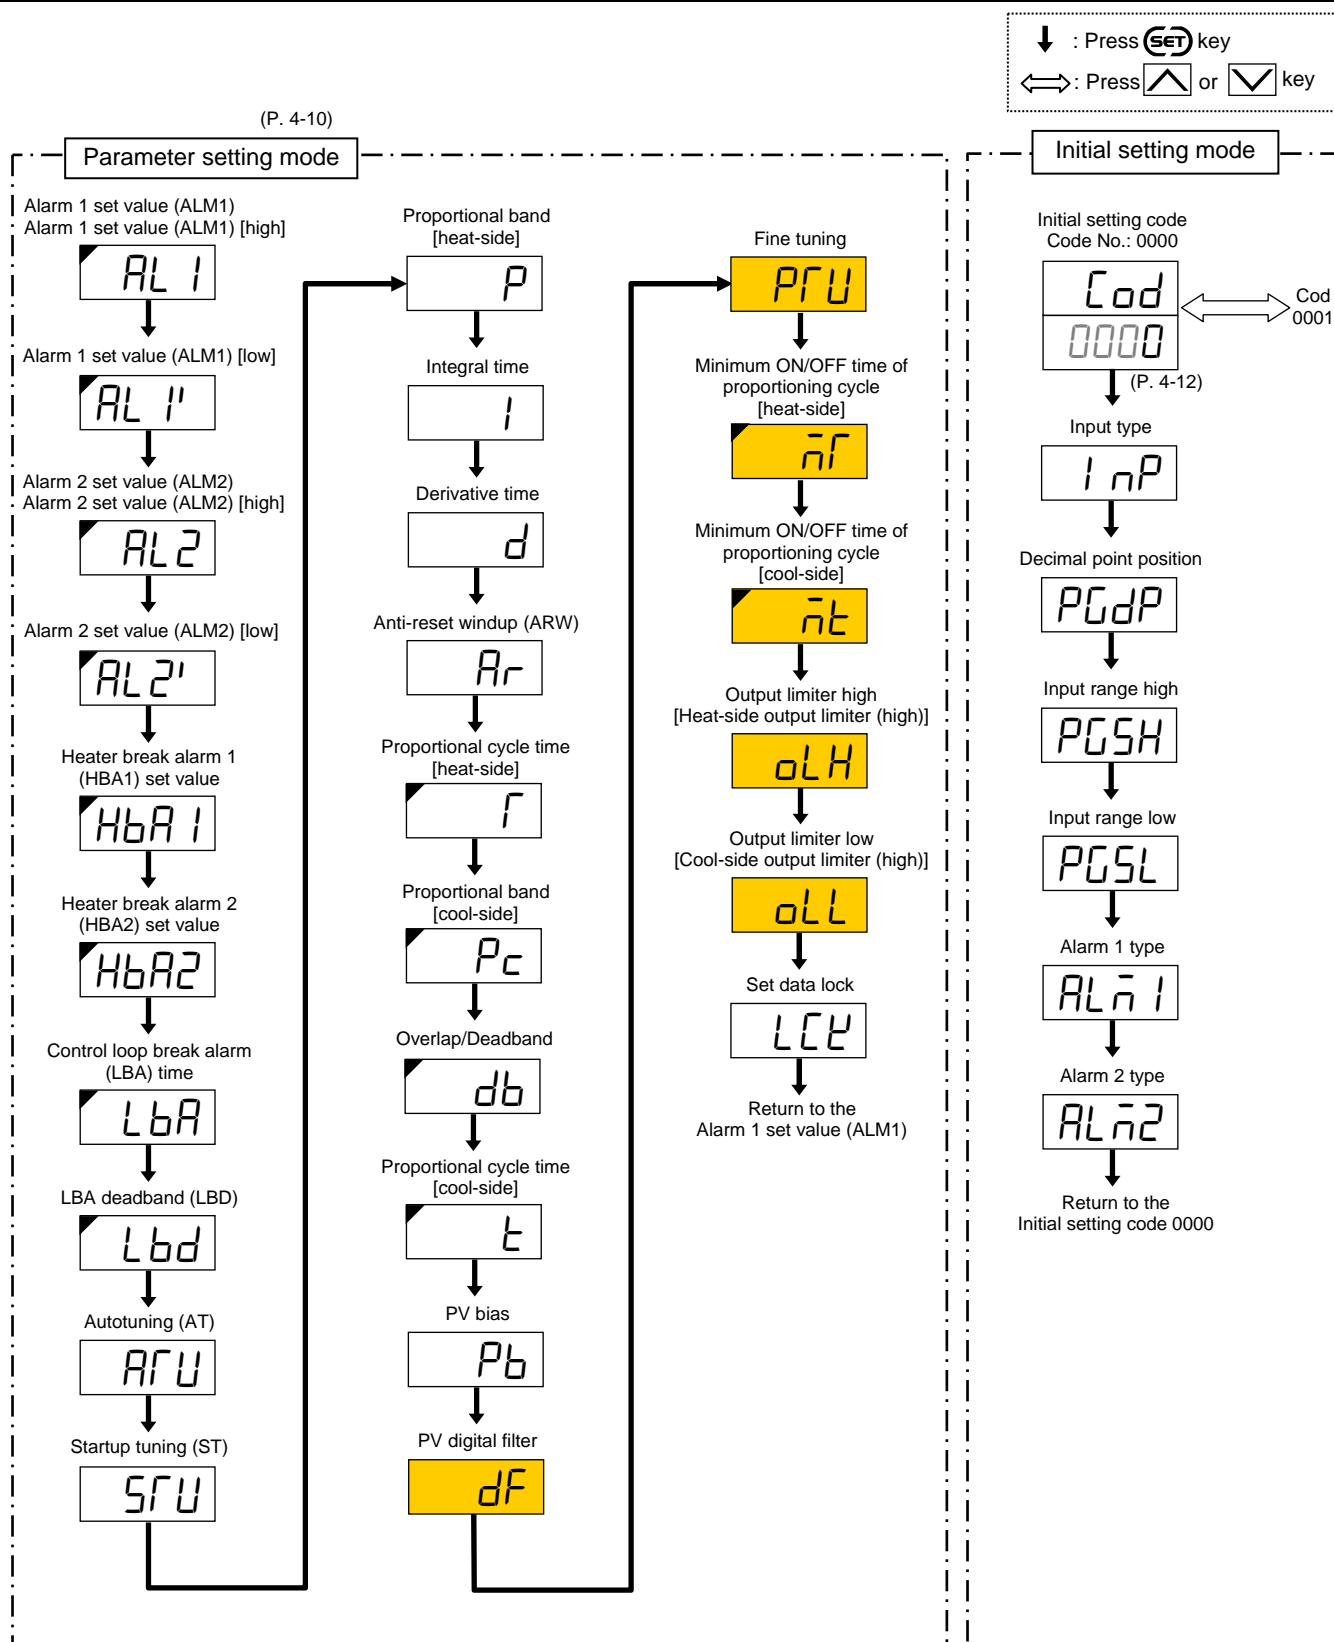 : Press SET key
: Press or key
(P. 4-10)
Parameter setting mode
Alarm 1 set value (ALM1)
Alarm 1 set value (ALM1) [high]
AL1
Alarm 1 set value (ALM1) [low]
AL1'
Alarm 2 set value (ALM2)
Alarm 2 set value (ALM2) [high]
AL2
Alarm 2 set value (ALM2) [low]
AL2'
Heater break alarm 1
(HBA1) set value
HbA1
Heater break alarm 2
(HBA2) set value
HbA2
Control loop break alarm
(LBA) time
LbA
LBA deadband (LBD)
Lbd
Autotuning (AT)
ATU
Startup tuning (ST)
STU
Proportional band
[heat-side]
P
Integral time
I
Derivative time
d
Anti-reset windup (ARW)
Ar
Proportional cycle time
[heat-side]
T
Proportional band
[cool-side]
Pc
Overlap/Deadband
db
Proportional cycle time
[cool-side]
t
PV bias
Pb
PV digital filter
dF
Fine tuning
PTU
Minimum ON/OFF time of
proportioning cycle
[heat-side]
mT
Minimum ON/OFF time of
proportioning cycle
[cool-side]
mt
Output limiter high
[Heat-side output limiter (high)]
oLH
Output limiter low
[Cool-side output limiter (high)]
oLL
Set data lock
LCK
Return to the
Alarm 1 set value (ALM1)
Initial setting mode
Initial setting code
Code No.: 0000
Cod
0000
Cod
0001
(P. 4-12)
Input type
InP
Decimal point position
PGdP
Input range high
PGSH
Input range low
PGSL
Alarm 1 type
ALm1
Alarm 2 type
ALm2
Return to the
Initial setting code 0000